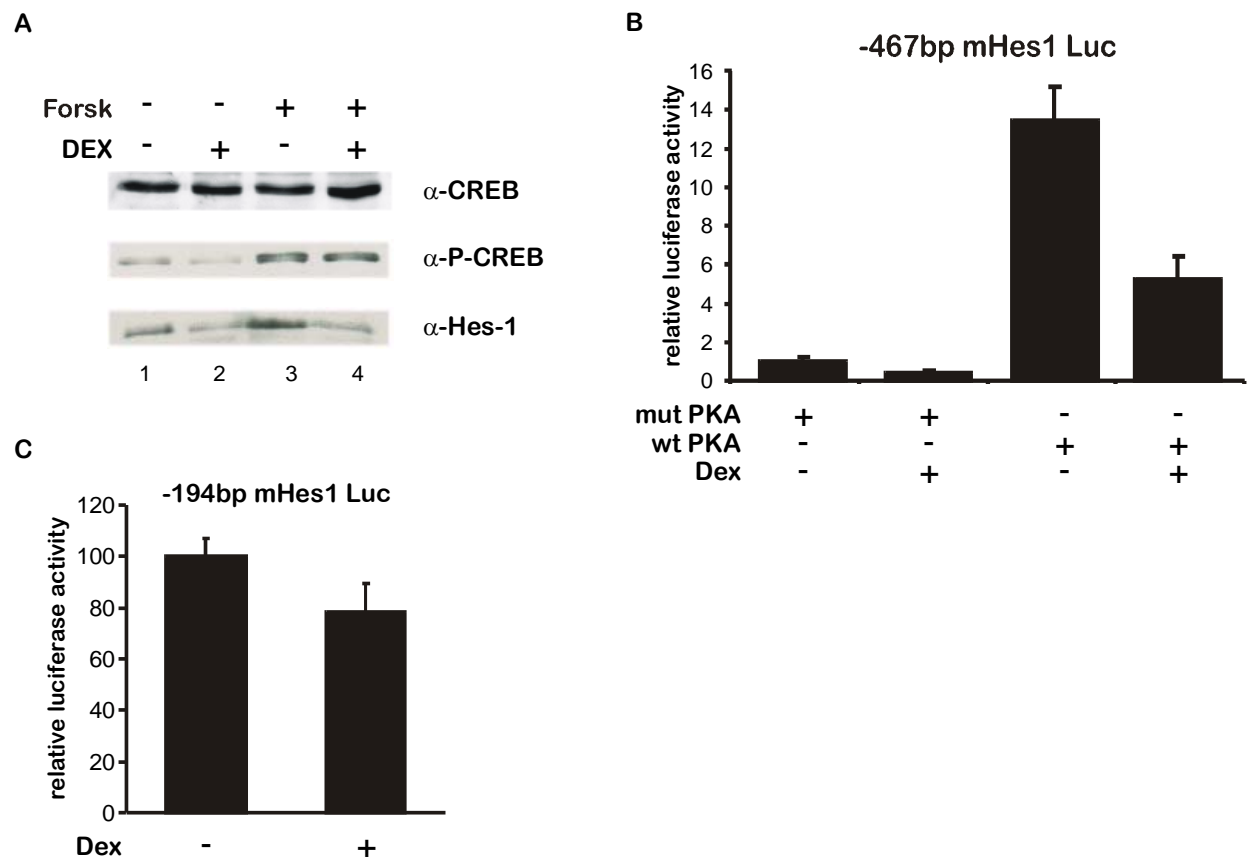 A
Forsk - - + +
DEX - + - +
α-CREB
α-P-CREB
α-Hes-1
1 2 3 4
B
-467bp mHes1 Luc
relative luciferase activity
16
14
12
10
8
6
4
2
0
mut PKA + + - -
wt PKA - - + +
Dex - + - +
C
-194bp mHes1 Luc
relative luciferase activity
120
100
80
60
40
20
0
Dex - +